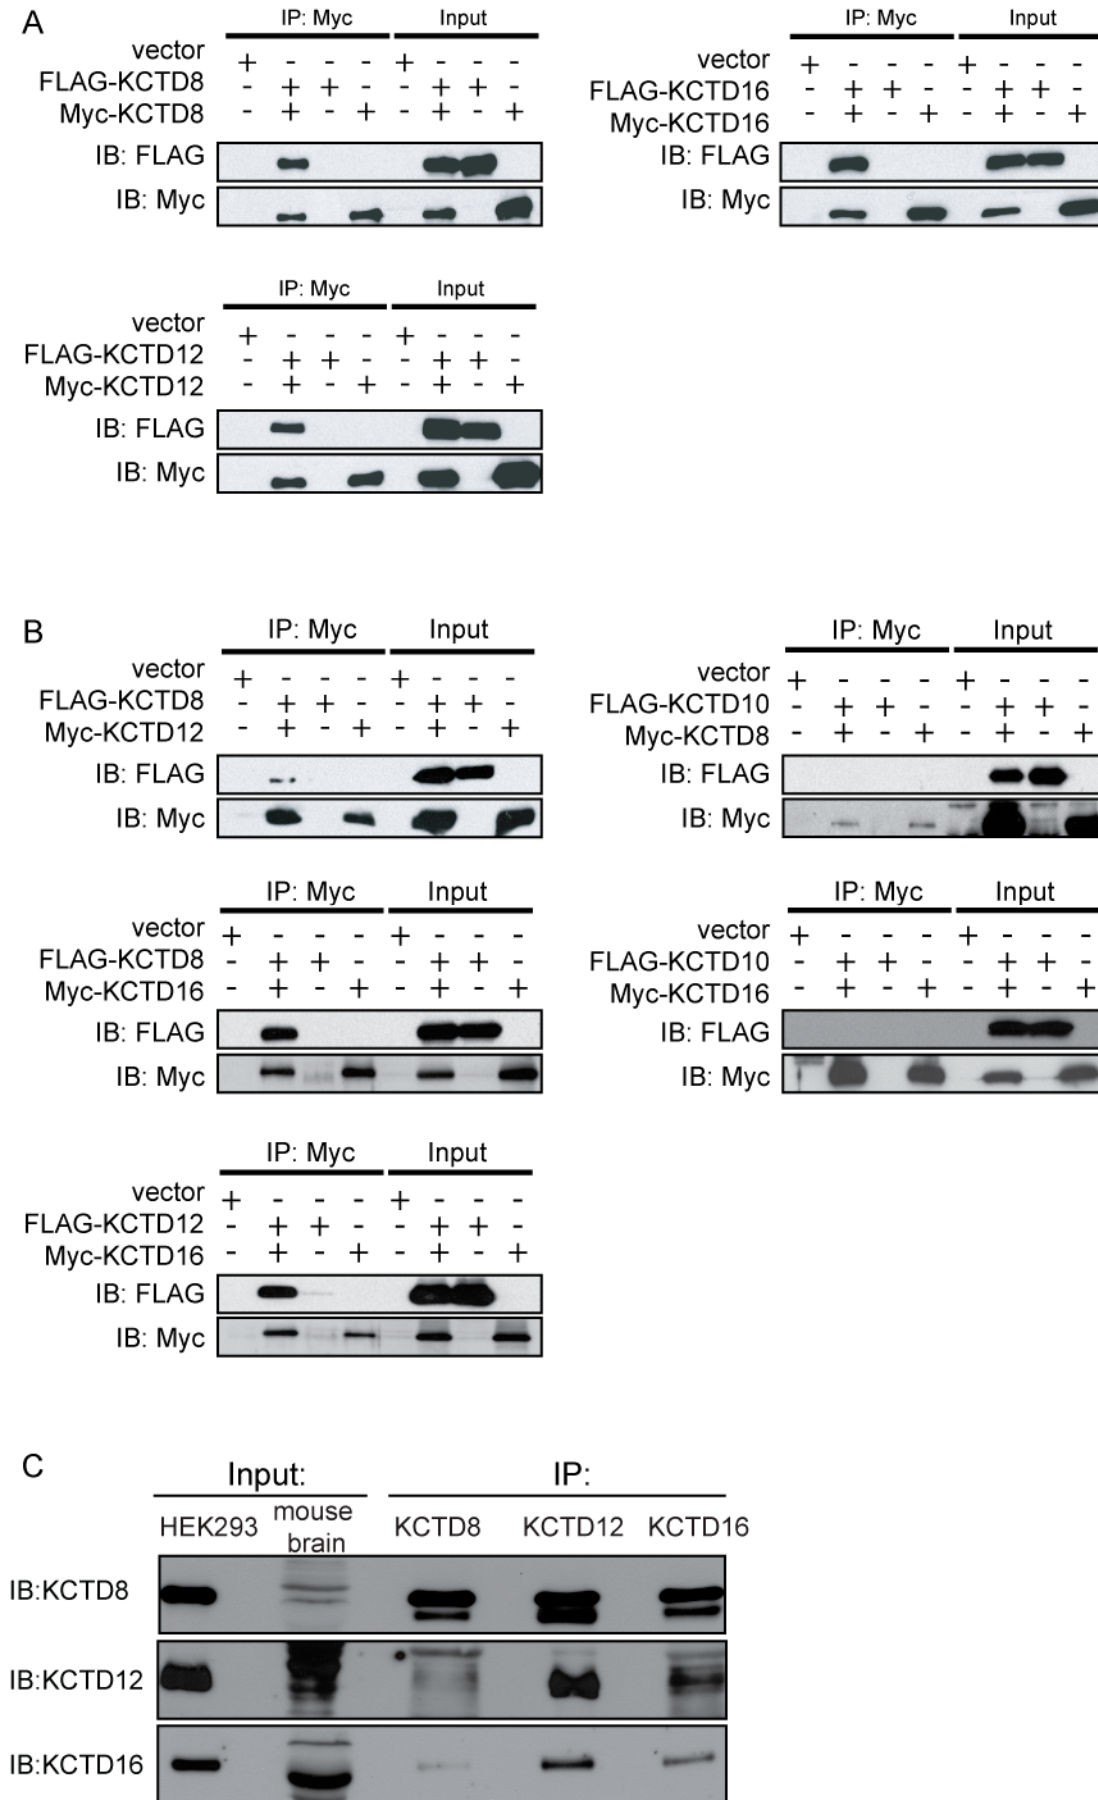 A
IP: Myc Input
vector + - - - + - - -
FLAG-KCTD8 - + + - - + + -
Myc-KCTD8 - + - + - + - +
IB: FLAG
IB: Myc
IP: Myc Input
vector + - - - + - - -
FLAG-KCTD16 - + + - - + + -
Myc-KCTD16 - + - + - + - +
IB: FLAG
IB: Myc
IP: Myc Input
vector + - - - + - - -
FLAG-KCTD12 - + + - - + + -
Myc-KCTD12 - + - + - + - +
IB: FLAG
IB: Myc
B
IP: Myc Input
vector + - - - + - - -
FLAG-KCTD8 - + + - - + + -
Myc-KCTD12 - + - + - + - +
IB: FLAG
IB: Myc
IP: Myc Input
vector + - - - + - - -
FLAG-KCTD10 - + + - - + + -
Myc-KCTD8 - + - + - + - +
IB: FLAG
IB: Myc
IP: Myc Input
vector + - - - + - - -
FLAG-KCTD8 - + + - - + + -
Myc-KCTD16 - + - + - + - +
IB: FLAG
IB: Myc
IP: Myc Input
vector + - - - + - - -
FLAG-KCTD10 - + + - - + + -
Myc-KCTD16 - + - + - + - +
IB: FLAG
IB: Myc
IP: Myc Input
vector + - - - + - - -
FLAG-KCTD12 - + + - - + + -
Myc-KCTD16 - + - + - + - +
IB: FLAG
IB: Myc
C
Input: IP:
HEK293 mouse brain KCTD8 KCTD12 KCTD16
IB:KCTD8
IB:KCTD12
IB:KCTD16